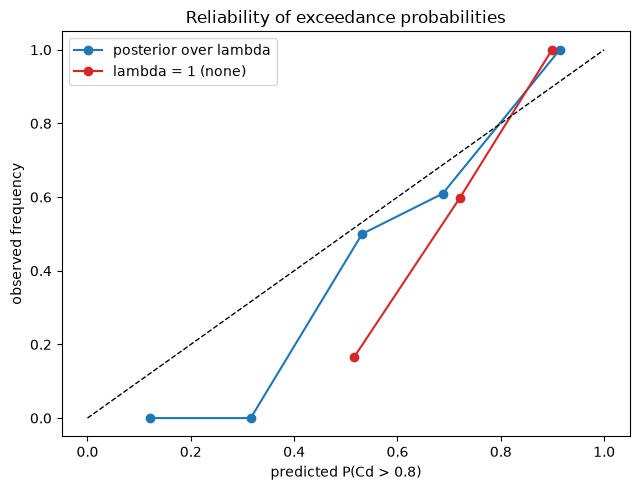 Reliability of exceedance probabilities
posterior over lambda
lambda = 1 (none)
observed frequency
1.0
0.8
0.6
0.4
0.2
0.0
0.0 0.2 0.4 0.6 0.8 1.0
predicted P(Cd > 0.8)